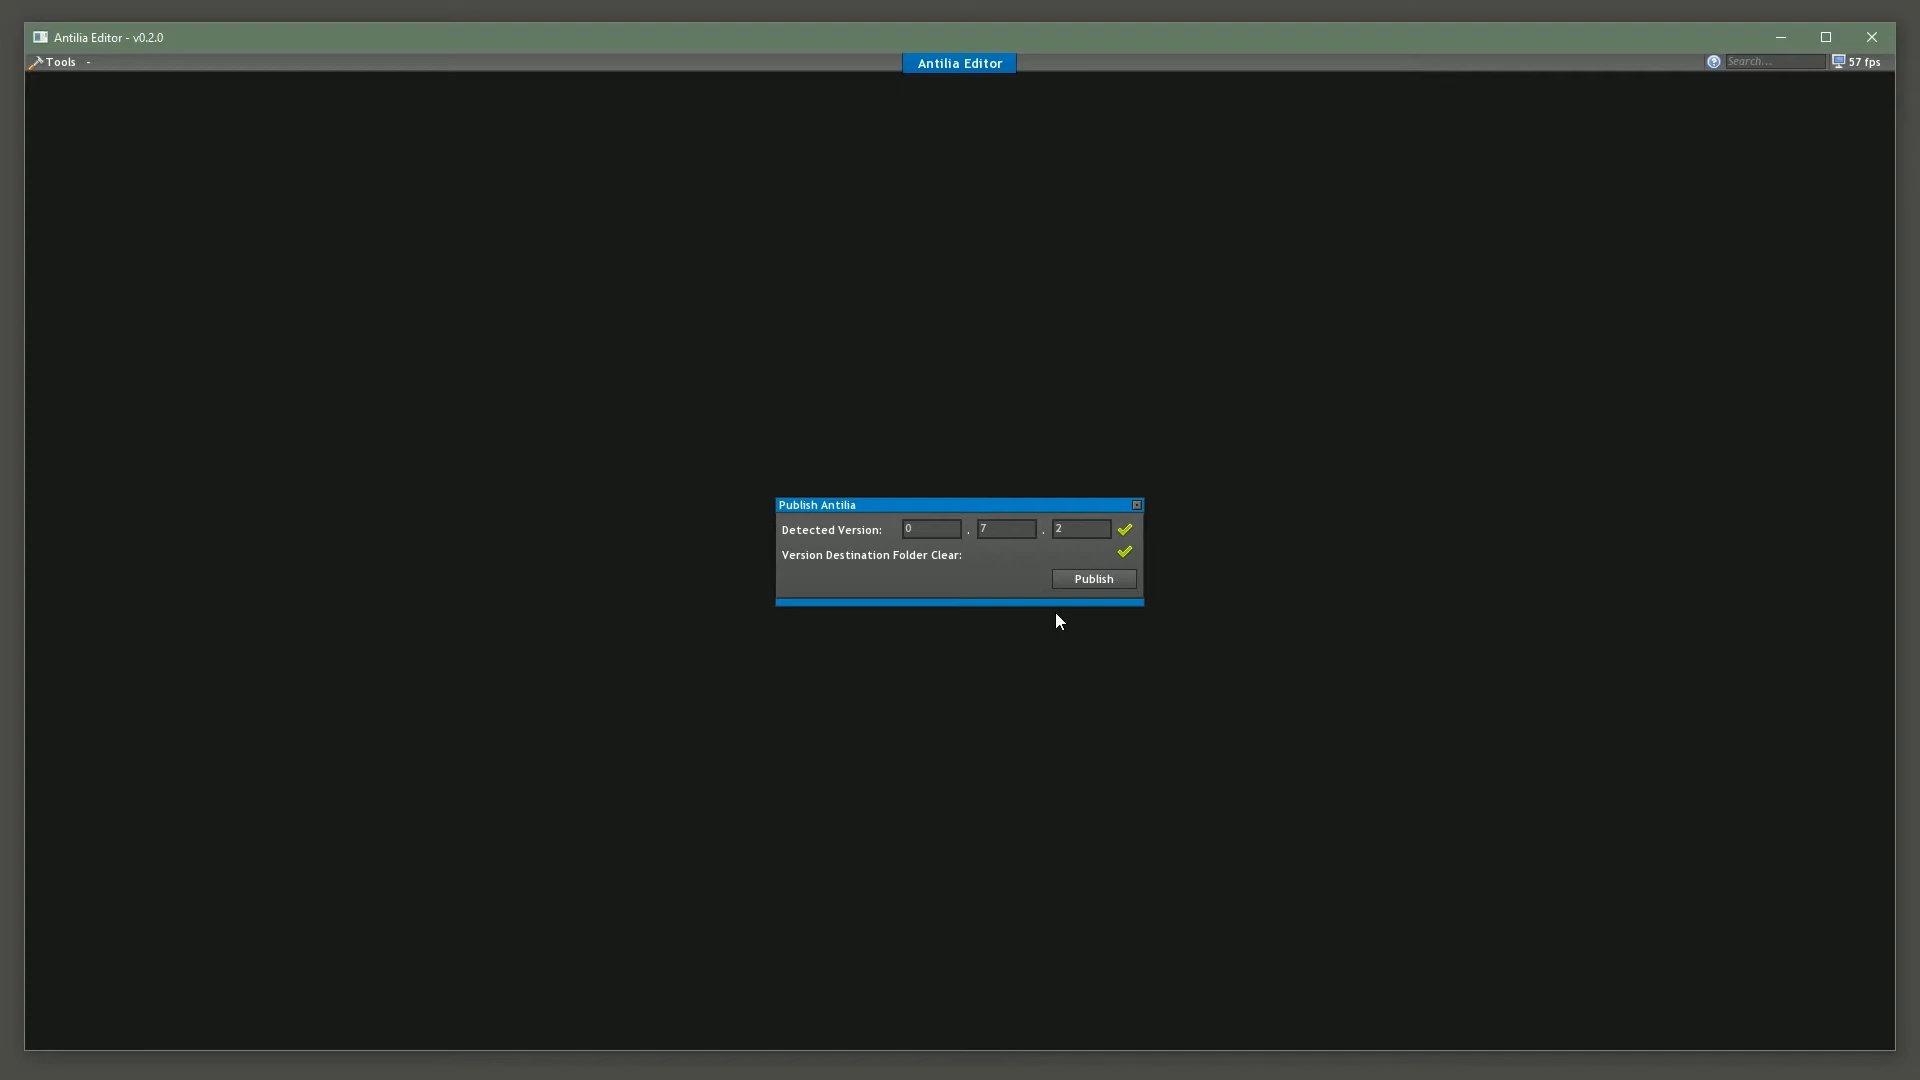 Antilia Editor - v0.2.0
Tools -
Antilia Editor
Search...
57 fps
Publish Antilia
Detected Version: 0 . 7 . 2
Version Destination Folder Clear:
Publish